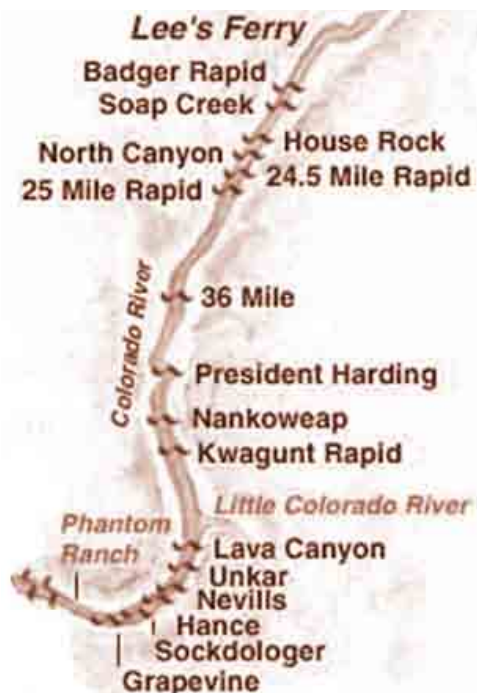 Lee's Ferry
Badger Rapid
Soap Creek
House Rock
North Canyon
24.5 Mile Rapid
25 Mile Rapid
36 Mile
Colorado River
President Harding
Nankoweap
Kwagunt Rapid
Little Colorado River
Phantom
Ranch
Lava Canyon
Unkar
Nevills
Hance
Sockdologer
Grapevine